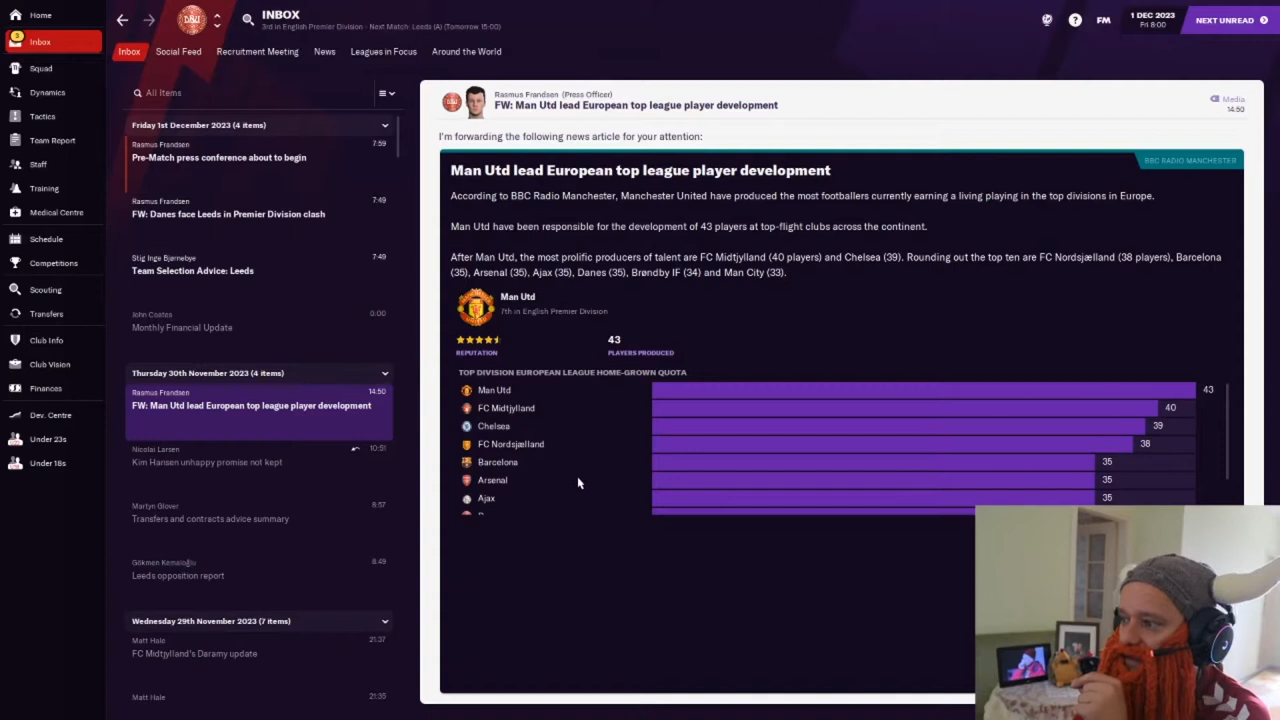 Home
3
Inbox
Squad
Dynamics
Tactics
Team Report
Staff
Training
Medical Centre
Schedule
Competitions
Scouting
Transfers
Club Info
Club Vision
Finances
Dev. Centre
Under 23s
Under 18s
DBU
INBOX
3rd in English Premier Division - Next Match: Leeds (A) (Tomorrow 15:00)
FM
1 DEC 2023
Fri 8:00
NEXT UNREAD
Inbox
Social Feed
Recruitment Meeting
News
Leagues in Focus
Around the World
All Items
Friday 1st December 2023 (4 items)
Rasmus Frandsen 7:59
Pre-Match press conference about to begin
Rasmus Frandsen 7:49
FW: Danes face Leeds in Premier Division clash
Stig Inge Bjørnebye 7:49
Team Selection Advice: Leeds
John Coates 0:00
Monthly Financial Update
Thursday 30th November 2023 (4 items)
Rasmus Frandsen 14:50
FW: Man Utd lead European top league player development
Nicolai Larsen 10:51
Kim Hansen unhappy promise not kept
Martyn Glover 8:57
Transfers and contracts advice summary
Gökmen Kemaloğlu 8:49
Leeds opposition report
Wednesday 29th November 2023 (7 items)
Matt Hale 21:37
FC Midtjylland's Daramy update
Matt Hale 21:35
DBU
Rasmus Frandsen (Press Officer)
FW: Man Utd lead European top league player development
Media
14:50
I'm forwarding the following news article for your attention:
BBC RADIO MANCHESTER
Man Utd lead European top league player development
According to BBC Radio Manchester, Manchester United have produced the most footballers currently earning a living playing in the top divisions in Europe.
Man Utd have been responsible for the development of 43 players at top-flight clubs across the continent.
After Man Utd, the most prolific producers of talent are FC Midtjylland (40 players) and Chelsea (39). Rounding out the top ten are FC Nordsjælland (38 players), Barcelona
(35), Arsenal (35), Ajax (35), Danes (35), Brøndby IF (34) and Man City (33).
Man Utd
7th in English Premier Division
43
REPUTATION
PLAYERS PRODUCED
TOP DIVISION EUROPEAN LEAGUE HOME-GROWN QUOTA
Man Utd 43
FC Midtjylland 40
Chelsea 39
FC Nordsjælland 38
Barcelona 35
Arsenal 35
Ajax 35